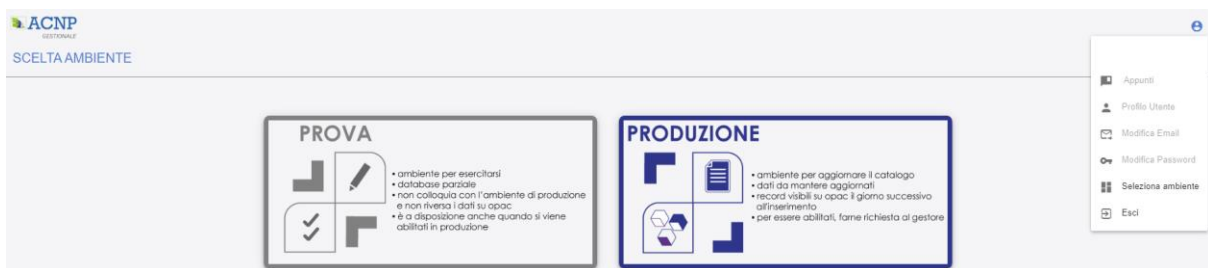 ACNP
GESTIONALE
SCELTA AMBIENTE
PROVA
• ambiente per esercitarsi
• database parziale
• non colloquia con l'ambiente di produzione
e non riversa i dati su opac
• è a disposizione anche quando si viene
abilitati in produzione
PRODUZIONE
• ambiente per aggiornare il catalogo
• dati da mantere aggiornati
• record visibili su opac il giorno successivo
all'inserimento
• per essere abilitati, farne richiesta al gestore
Appunti
Profilo Utente
Modifica Email
Modifica Password
Seleziona ambiente
Esci